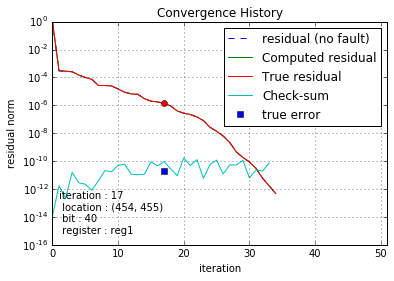 Convergence History
residual norm
10^0
10^-2
10^-4
10^-6
10^-8
10^-10
10^-12
10^-14
10^-16
residual (no fault)
Computed residual
True residual
Check-sum
true error
iteration : 17
location : (454, 455)
bit : 40
register : reg1
0 10 20 30 40 50
iteration